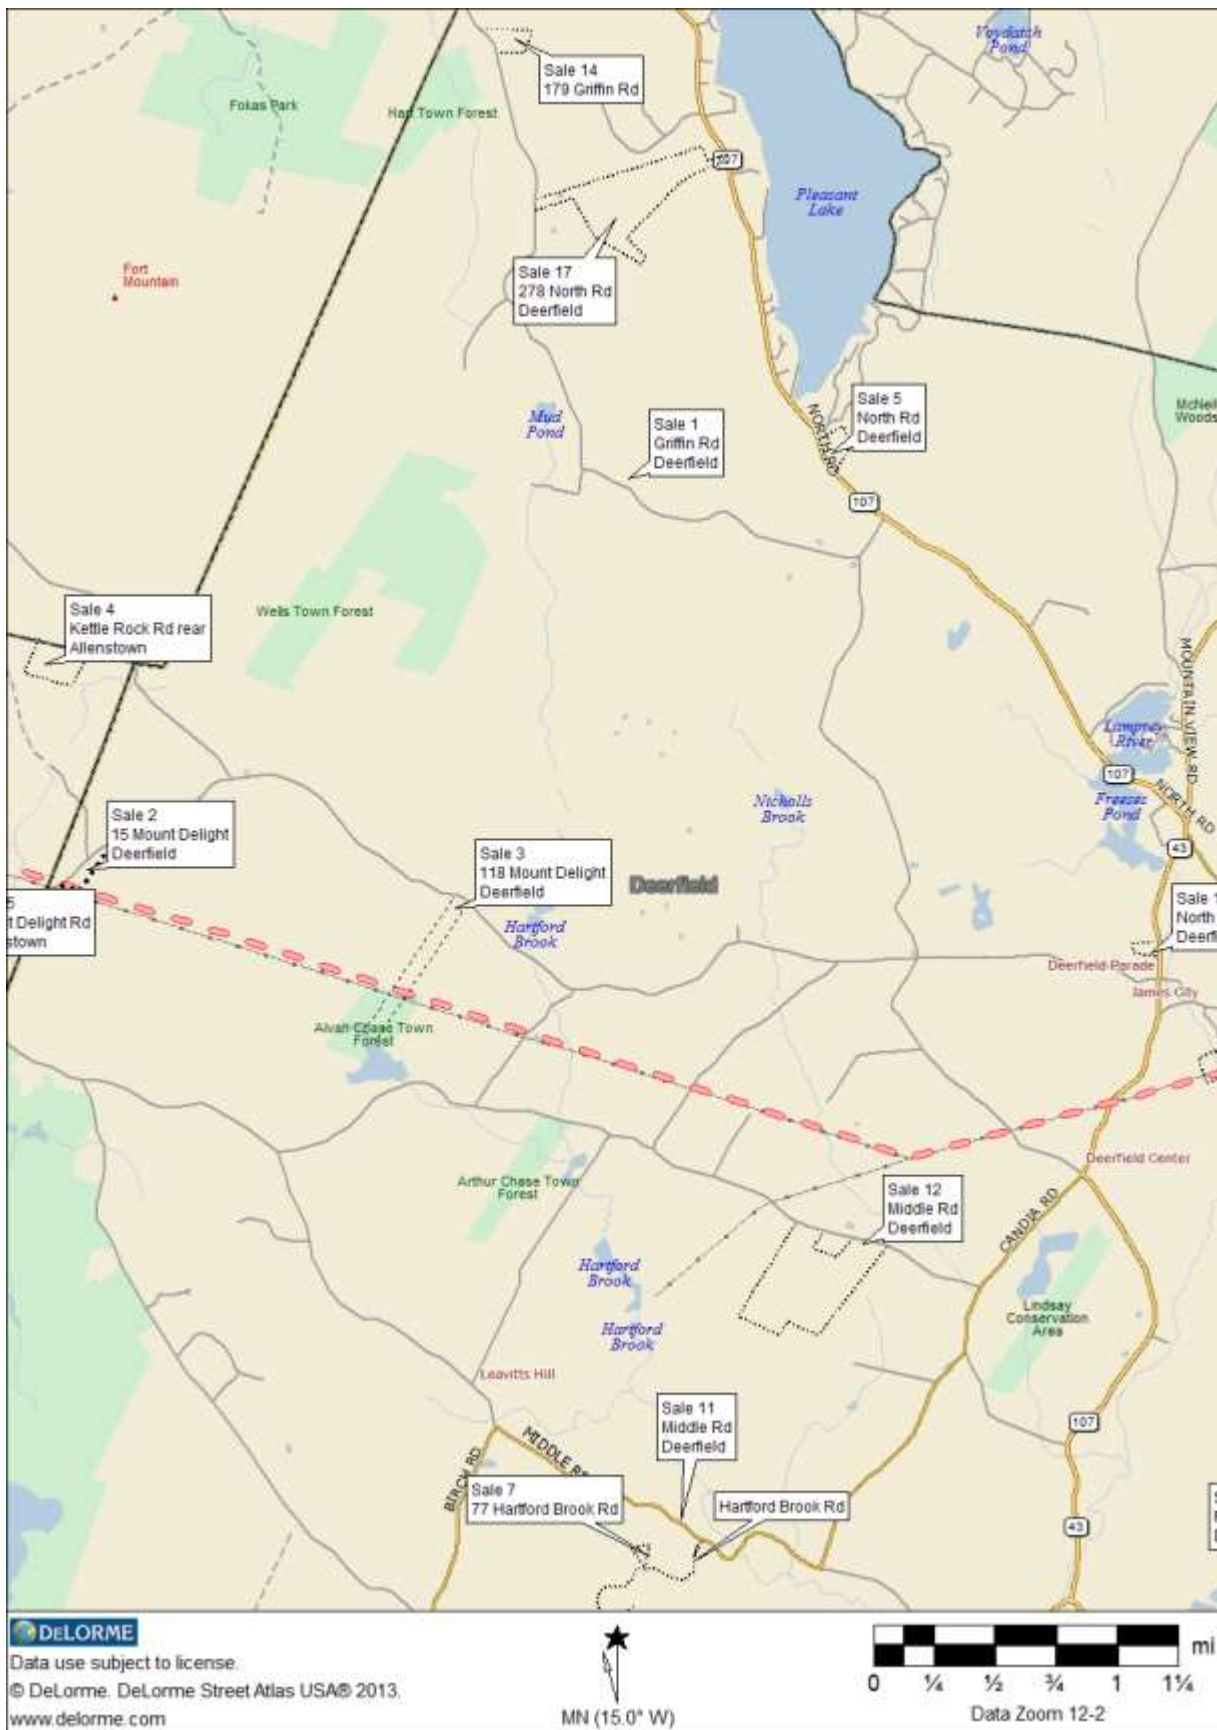 Voydatch
Pond
Sale 14
179 Griffin Rd
Fokas Park
Hart Town Forest
107
Pleasant
Lake
Fort
Mountain
Sale 17
278 North Rd
Deerfield
Mud
Pond
Sale 1
Griffin Rd
Deerfield
Sale 5
North Rd
Deerfield
McNeil
Woods
NORTH RD
107
Wells Town Forest
Sale 4
Kettle Rock Rd rear
Allenstown
MOUNTAIN VIEW RD
Lamprey
River
107
NORTH RD
Freeses
Pond
Nicholls
Brook
Sale 2
15 Mount Delight
Deerfield
43
Sale 3
118 Mount Delight
Deerfield
Deerfield
5
t Delight Rd
stown
Hartford
Brook
Sale 1
North
Deerfi
Deerfield Parade
James City
Alvah Chase Town
Forest
Deerfield Center
Arthur Chase Town
Forest
Sale 12
Middle Rd
Deerfield
CANDIA RD
Hartford
Brook
Hartford
Brook
Lindsay
Conservation
Area
Leavitts Hill
Sale 11
Middle Rd
Deerfield
107
MIDDLE RD
BIRCH RD
Sale 7
77 Hartford Brook Rd
Hartford Brook Rd
43
DELORME
Data use subject to license.
© DeLorme. DeLorme Street Atlas USA® 2013.
www.delorme.com
MN (15.0° W)
mi
0 ¼ ½ ¾ 1 1¼
Data Zoom 12-2